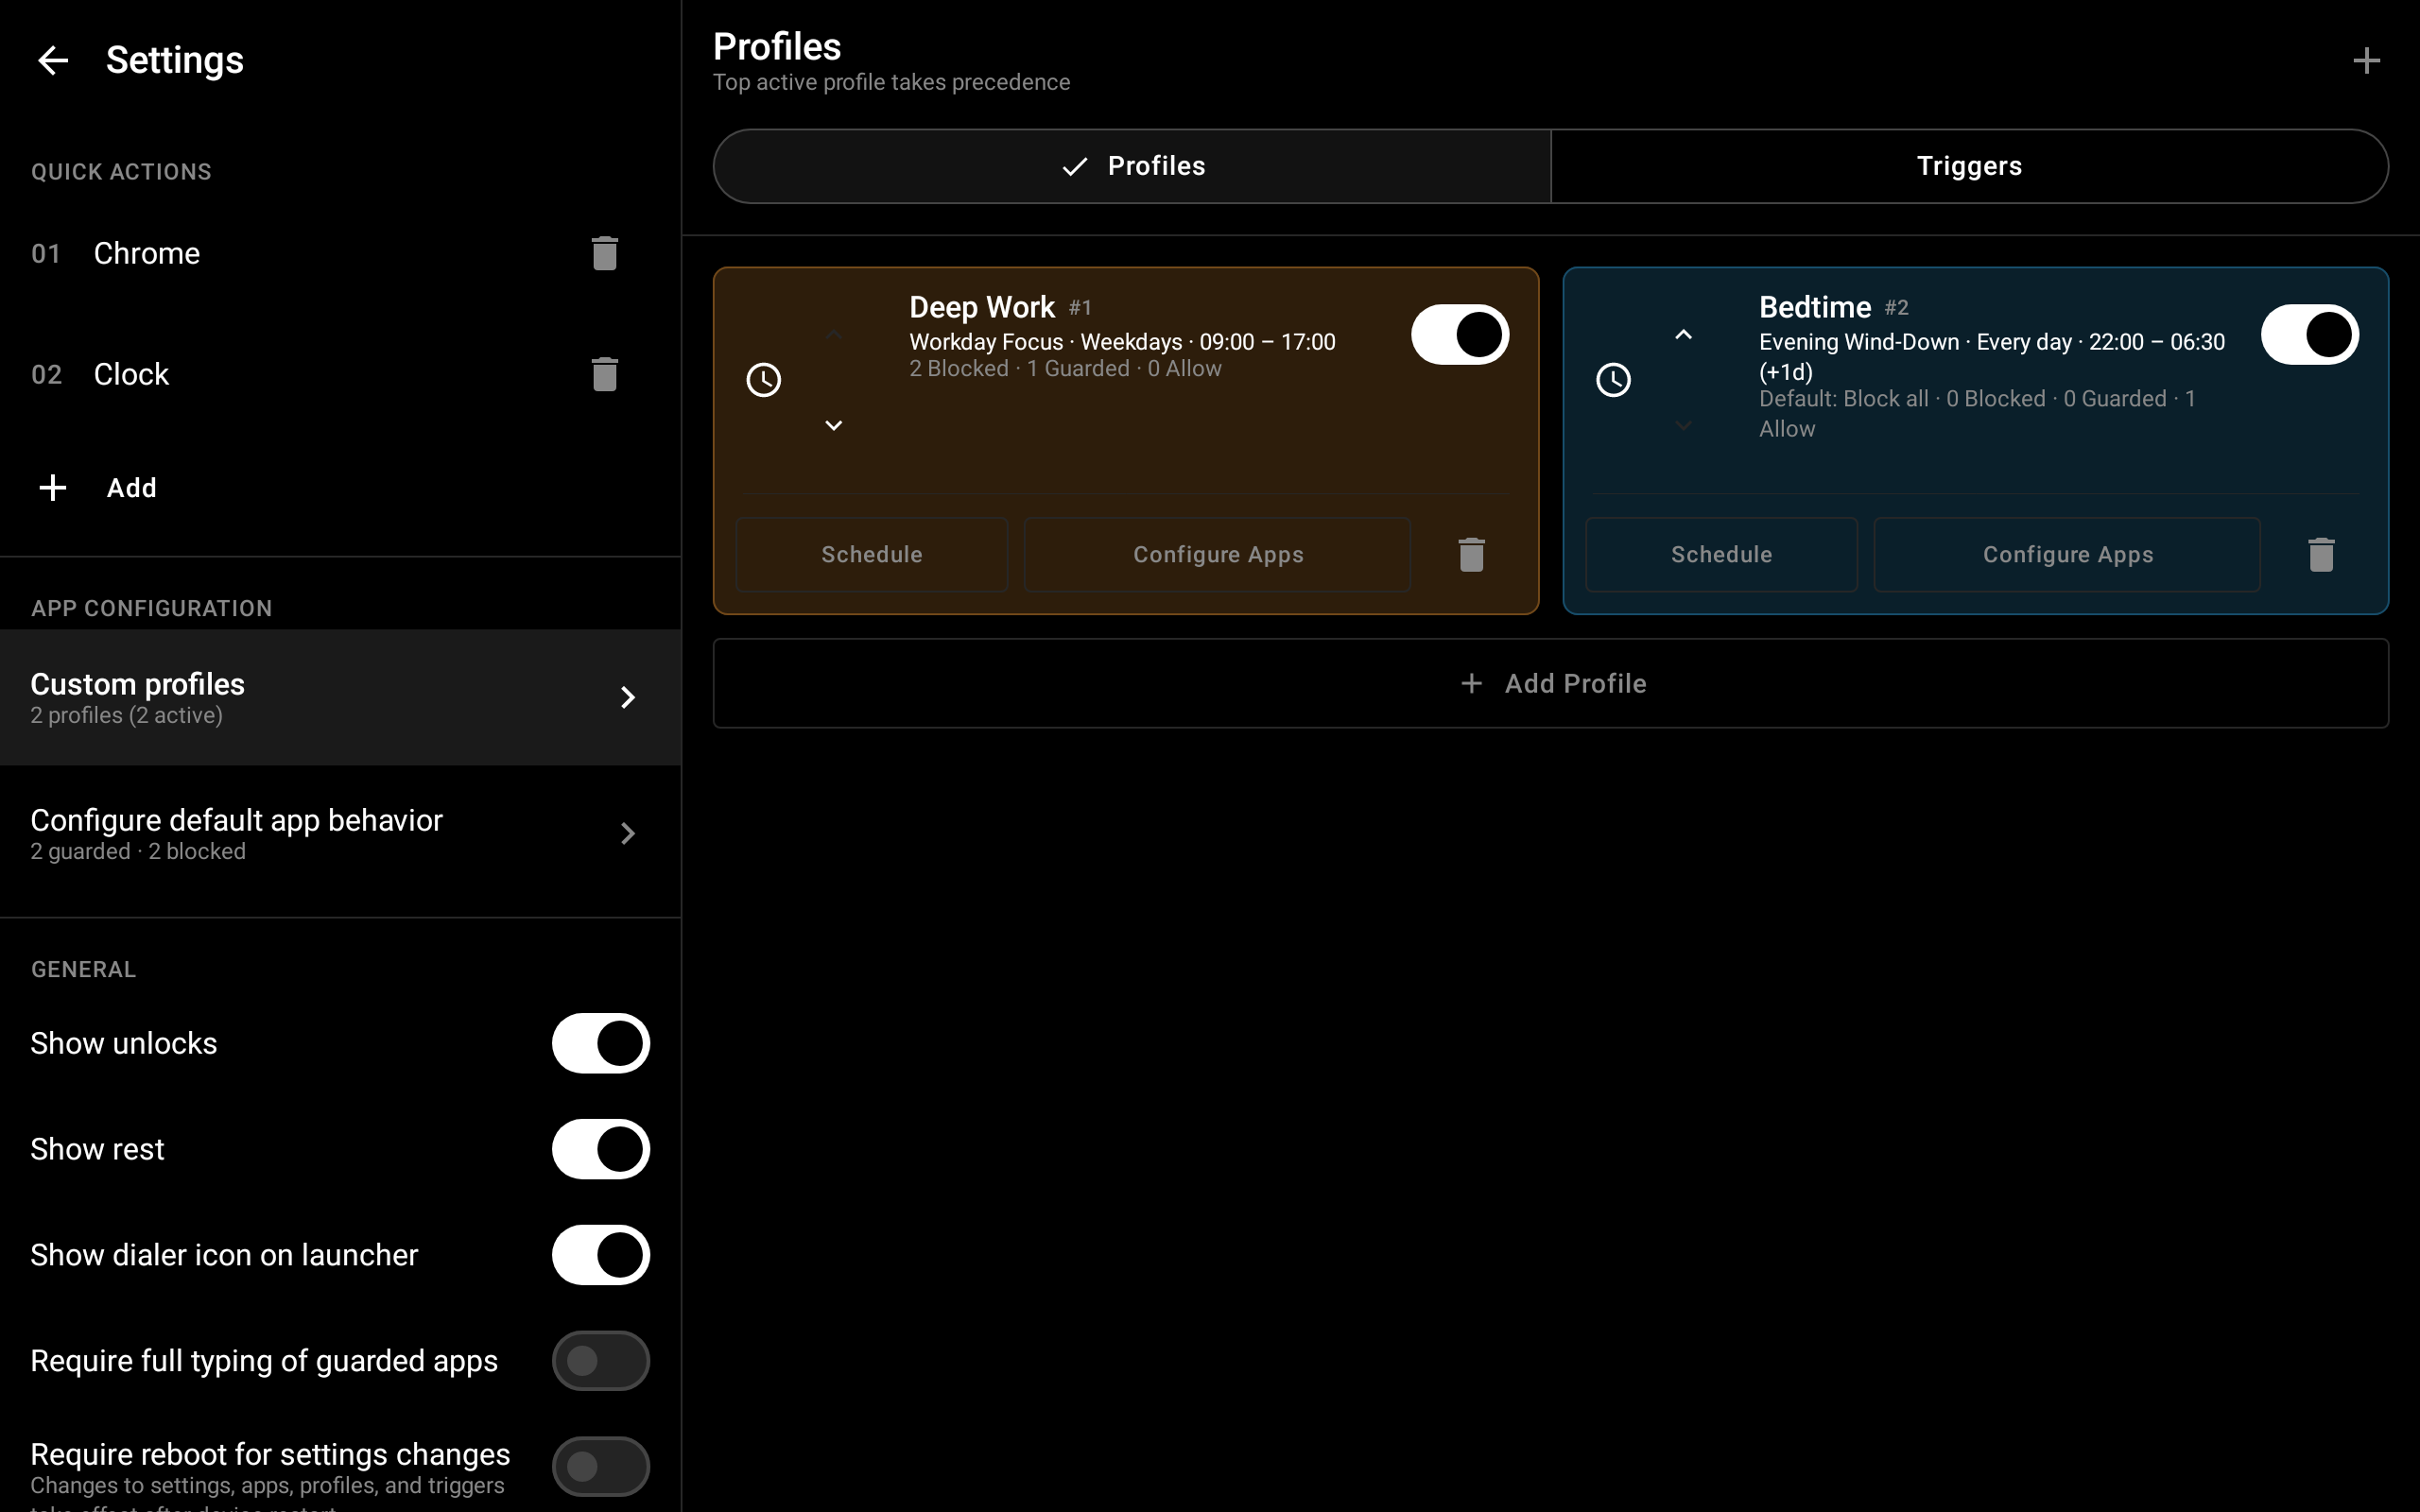 Settings
QUICK ACTIONS
01 Chrome
02 Clock
Add
APP CONFIGURATION
Custom profiles
2 profiles (2 active)
Configure default app behavior
2 guarded · 2 blocked
GENERAL
Show unlocks
Show rest
Show dialer icon on launcher
Require full typing of guarded apps
Require reboot for settings changes
Changes to settings, apps, profiles, and triggers
take effect after device restart
Profiles
Top active profile takes precedence
Profiles
Triggers
Deep Work #1
Workday Focus · Weekdays · 09:00 – 17:00
2 Blocked · 1 Guarded · 0 Allow
Schedule
Configure Apps
Bedtime #2
Evening Wind-Down · Every day · 22:00 – 06:30
(+1d)
Default: Block all · 0 Blocked · 0 Guarded · 1
Allow
Schedule
Configure Apps
Add Profile